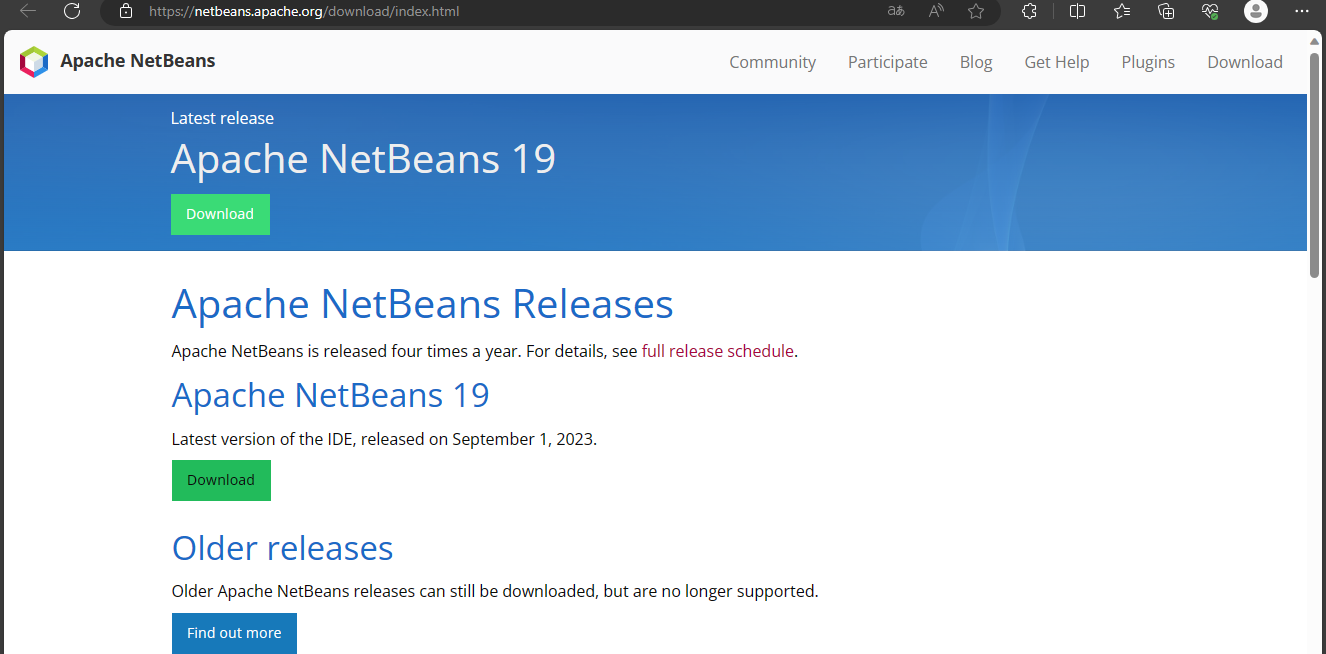 https://netbeans.apache.org/download/index.html
Apache NetBeans
Community Participate Blog Get Help Plugins Download
Latest release
Apache NetBeans 19
Download
Apache NetBeans Releases
Apache NetBeans is released four times a year. For details, see full release schedule.
Apache NetBeans 19
Latest version of the IDE, released on September 1, 2023.
Download
Older releases
Older Apache NetBeans releases can still be downloaded, but are no longer supported.
Find out more